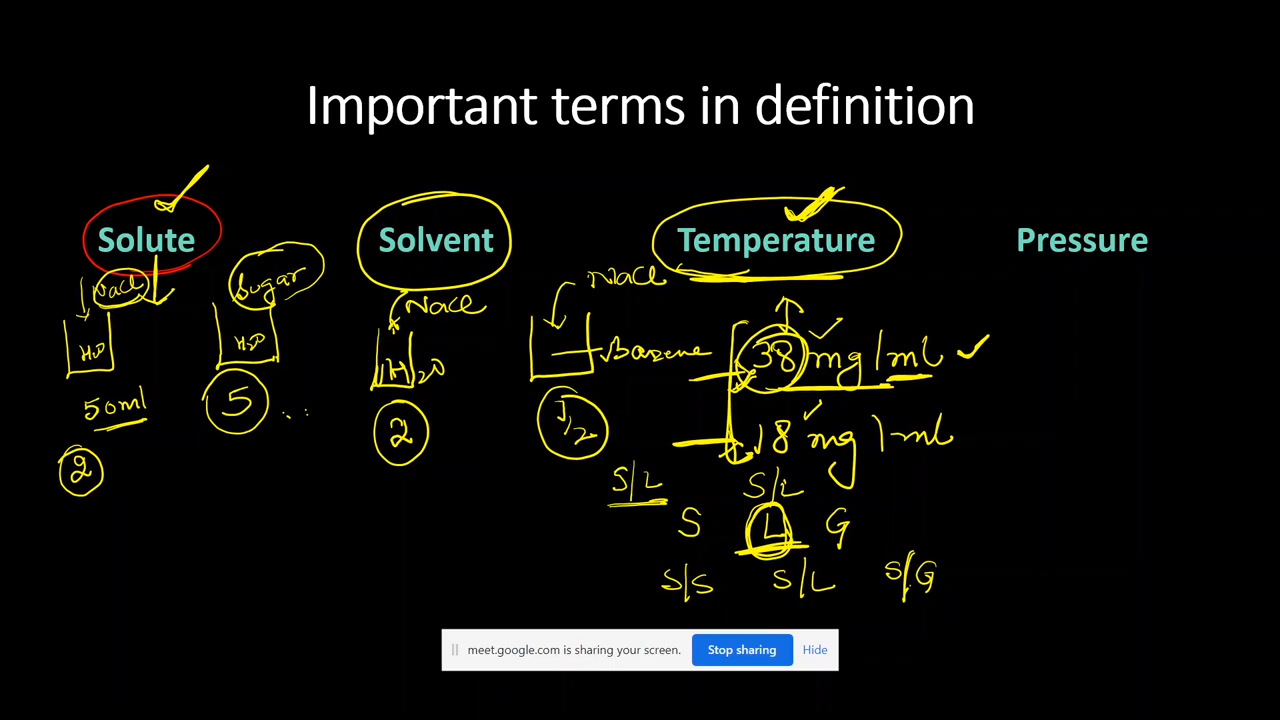 Important terms in definition
Solute
Solvent
Temperature
Pressure
Nacl
H2O
50ml
2
Sugar
H2O
5
Nacl
H2O
2
Nacl
1/2
38 mg/ml
18 mg/ml
S/L
S/L
S L G
S/S S/L S/G
meet.google.com is sharing your screen.
Stop sharing
Hide